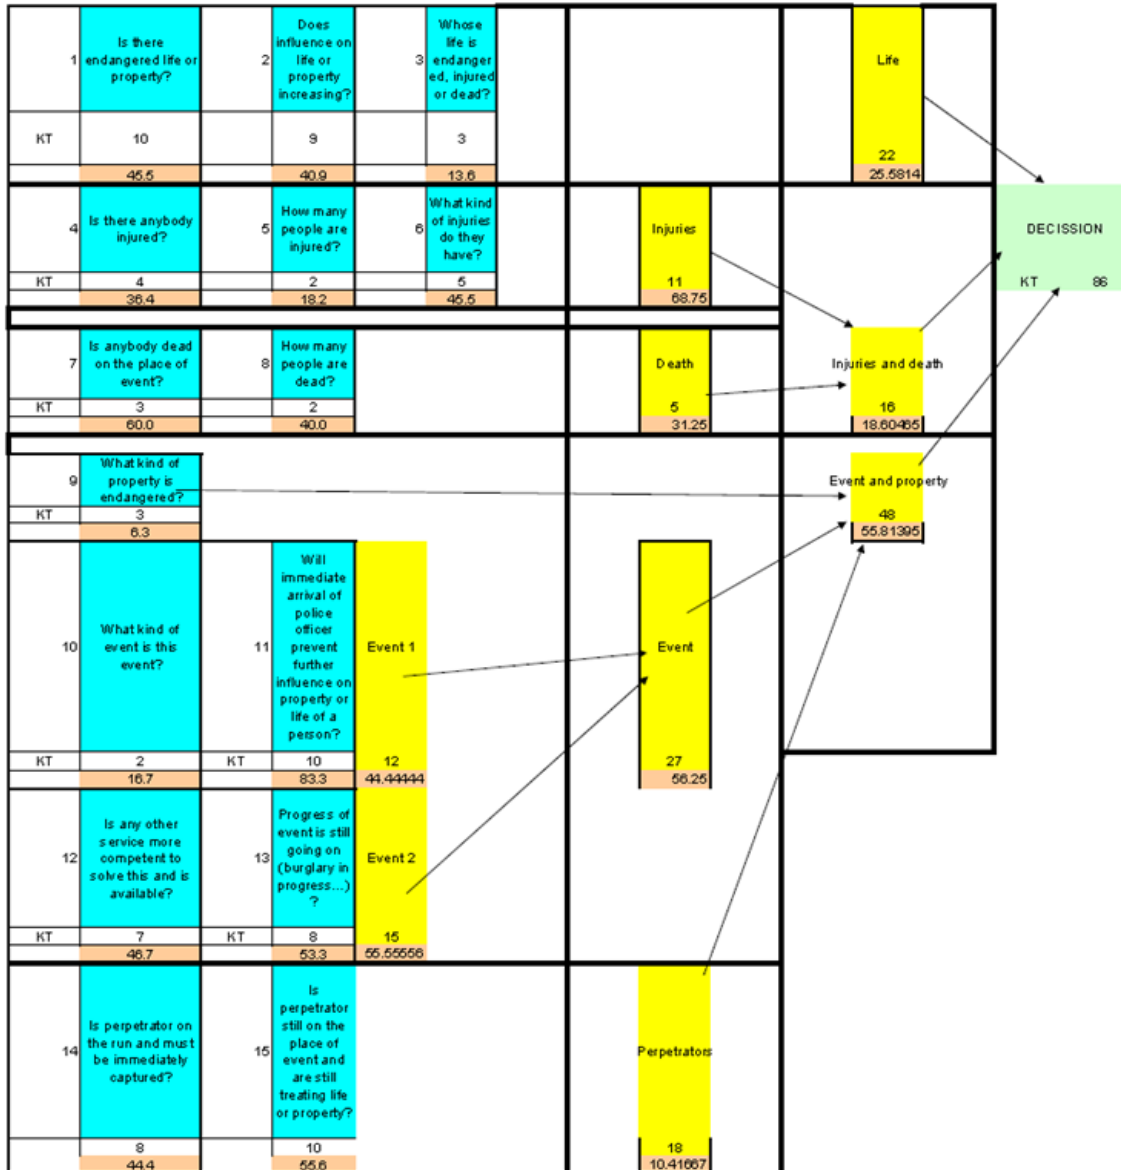 1
Is there
endangered life or
property?
2
Does
influence on
life or
property
increasing?
3
Whose
life is
endanger
ed, injured
or dead?
Life
KT
10
9
3
22
45.5
40.9
13.6
25.5814
4
Is there anybody
injured?
5
How many
people are
injured?
6
What kind
of injuries
do they
have?
Injuries
DECISSION
KT 86
KT
4
2
5
11
36.4
18.2
45.5
68.75
7
Is anybody dead
on the place of
event?
8
How many
people are
dead?
Death
Injuries and death
KT
3
2
5
16
60.0
40.0
31.25
18.60465
9
What kind of
property is
endangered?
Event and property
KT
3
48
6.3
55.81395
10
What kind of
event is this
event?
11
Will
immediate
arrival of
police
officer
prevent
further
influence on
property or
life of a
person?
Event 1
Event
KT
2
KT
10
12
27
16.7
83.3
44.44444
56.25
12
Is any other
service more
competent to
solve this and is
available?
13
Progress of
event is still
going on
(burglary in
progress...)
?
Event 2
KT
7
KT
8
15
46.7
53.3
55.55556
14
Is perpetrator on
the run and must
be immediately
captured?
15
Is
perpetrator
still on the
place of
event and
are still
treating life
or property?
Perpetrators
8
10
18
44.4
55.6
10.41667